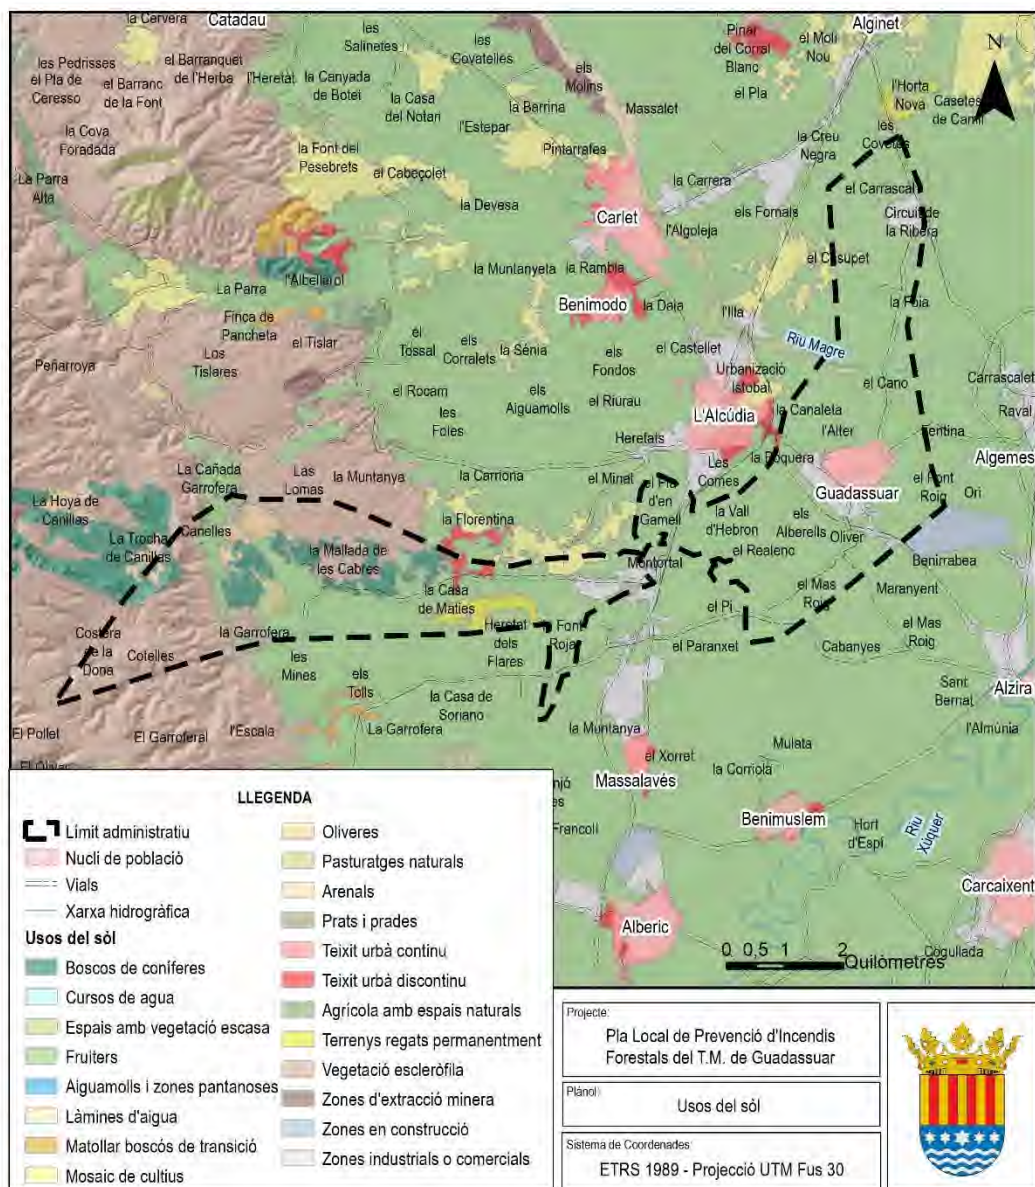 la Cervera
Catadau
les Pedrisses
el Pla de
Ceresso
el Barranc
de la Font
el Barranquet
de l'Herba
l'Heretat
les
Salinetes
la Canyada
de Botei
les
Covatelles
la Casa
del Notari
els
Molins
la Berrina
Massalet
Pinar
del Corral
Blanc
el Molí
Nou
Alginet
el Pla
N
l'Horta
Nova
Casetes
de Camil
la Cova
Foradada
la Font del
Pesebrets
el Cabeçolet
l'Estepar
Pintarrafes
la Creu
Negra
les
Covetes
La Parra
Alta
la Devesa
Carlet
la Carrera
el Carrascal
els Fornals
Circuit de
la Ribera
l'Algoleja
l'Albellerol
La Parra
la Muntanyeta
la Rambla
Benimodo
la Daia
el Casupet
la Foia
l'Illa
Finca de
Pancheta
el Tislar
Los
Tislares
Peñarroya
el
Tossal
els
Corralets
la Sénia
els
Fondos
el Castellet
Riu Magre
el Rocam
els
Aiguamolls
el Riurau
Urbanizació
Istobal
el Cano
Carrascalet
Raval
les
Foies
L'Alcúdia
la Canaleta
l'Alter
Algemes
Herefals
la Boquera
La Cañada
Garrofera
Las
Lomas
la Muntanya
la Carriona
el Minat
Les
Comes
Guadassuar
el Font
Roig
Ori
La Hoya de
Canillas
La Trocha
de Canillas
Canelles
la Florentina
el Pla
d'en
Gamell
la Vall
d'Hebron
els
Alberells
Oliver
la Mallada de
les Cabres
Montortal
el Realenc
Benirrabea
la Casa
de Maties
el Mas
Roig
Maranyent
el Pi
Costera
de la
Dona
Cotelles
la Garrofera
Heretat
dels
Flares
la Font
Roja
el Paranxet
Cabanyes
el Mas
Roig
les
Mines
els
Tolls
la Casa de
Soriano
Sant
Bernat
Alzira
El Pollet
El Garroferal
l'Escala
La Garrofera
la Muntanya
l'Almúnia
el Xorret
Mulata
Massalavés
la Corriola
Benimuslem
Francolí
Hort
d'Espí
Riu
Xúquer
Carcaixent
Alberic
Cogullada
0 0,5 1 2
Quilòmetres
LLEGENDA
Límit administratiu
Nucli de població
Vials
Xarxa hidrogràfica
Usos del sòl
Boscos de coníferes
Cursos de agua
Espais amb vegetació escasa
Fruiters
Aiguamolls i zones pantanoses
Làmines d'aigua
Matollar boscós de transició
Mosaic de cultius
Oliveres
Pasturatges naturals
Arenals
Prats i prades
Teixit urbà continu
Teixit urbà discontinu
Agrícola amb espais naturals
Terrenys regats permanentment
Vegetació escleròfila
Zones d'extracció minera
Zones en construcció
Zones industrials o comercials
Projecte:
Pla Local de Prevenció d'Incendis
Forestals del T.M. de Guadassuar
Plànol:
Usos del sòl
Sistema de Coordenades:
ETRS 1989 - Projecció UTM Fus 30